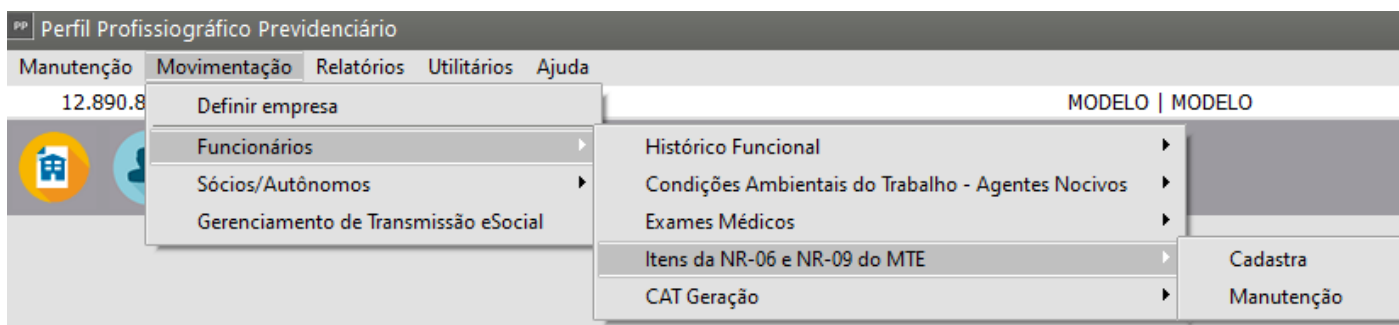 PP Perfil Profissiográfico Previdenciário
Manutenção Movimentação Relatórios Utilitários Ajuda
12.890.8 MODELO | MODELO
Definir empresa
Funcionários
Sócios/Autônomos
Gerenciamento de Transmissão eSocial
Histórico Funcional
Condições Ambientais do Trabalho - Agentes Nocivos
Exames Médicos
Itens da NR-06 e NR-09 do MTE
CAT Geração
Cadastra
Manutenção